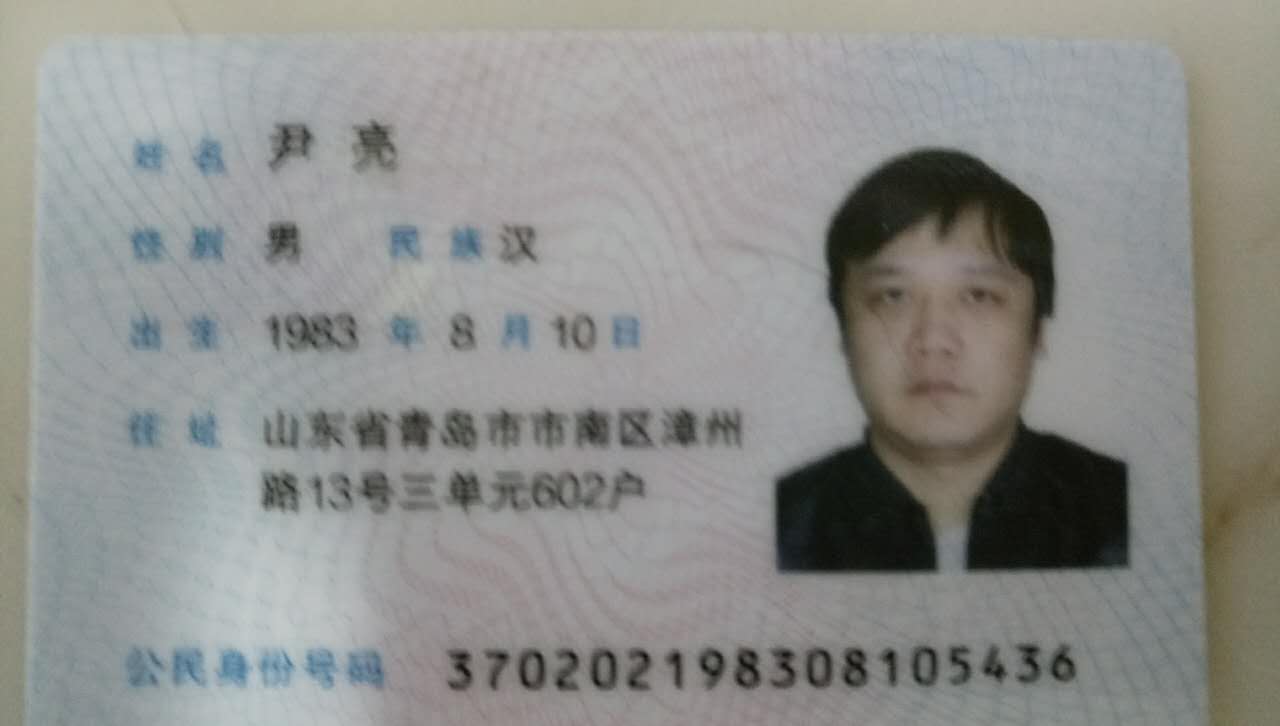 姓名 尹亮
性别 男 民族 汉
出生 1983 年 8 月 10 日
住址 山东省青岛市市南区漳州
路13号三单元602户
公民身份号码 370202198308105436